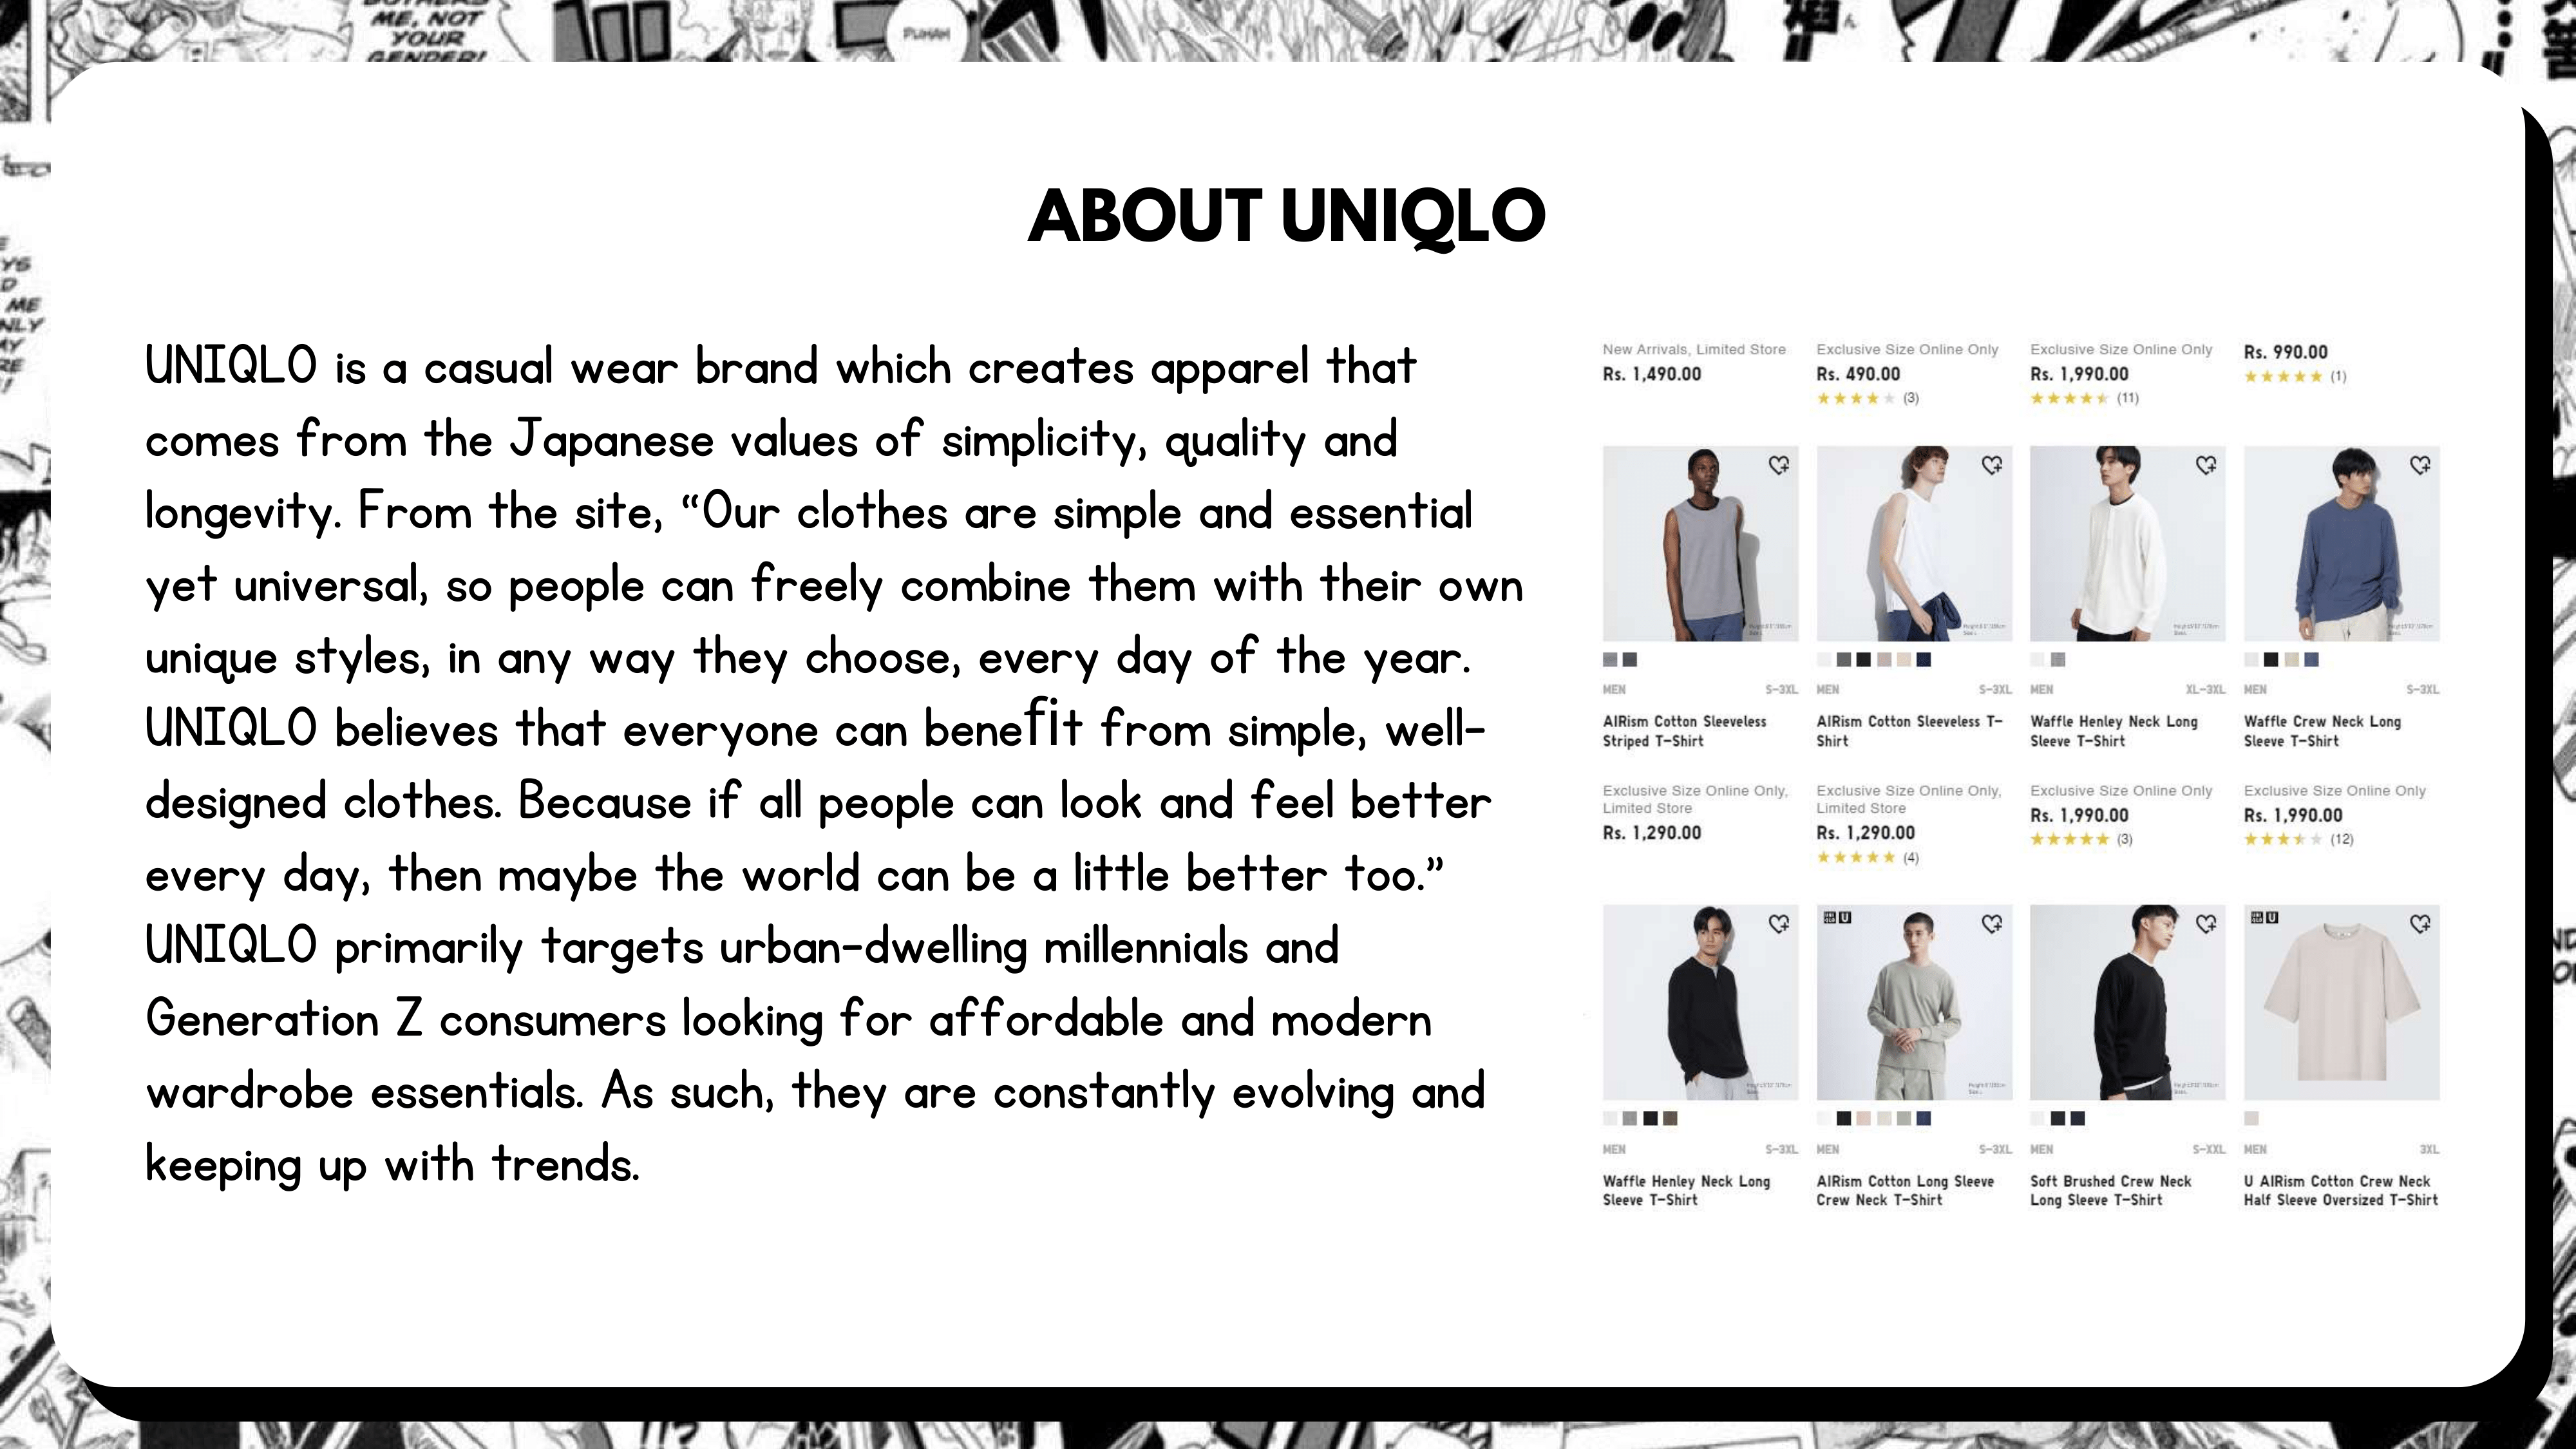 ME, NOT
YOUR
GENDER!
PUHAH
ABOUT UNIQLO
UNIQLO is a casual wear brand which creates apparel that
comes from the Japanese values of simplicity, quality and
longevity. From the site, “Our clothes are simple and essential
yet universal, so people can freely combine them with their own
unique styles, in any way they choose, every day of the year.
UNIQLO believes that everyone can benefit from simple, well-
designed clothes. Because if all people can look and feel better
every day, then maybe the world can be a little better too.”
UNIQLO primarily targets urban-dwelling millennials and
Generation Z consumers looking for affordable and modern
wardrobe essentials. As such, they are constantly evolving and
keeping up with trends.
New Arrivals, Limited Store
Rs. 1,490.00
Exclusive Size Online Only
Rs. 490.00
(3)
Exclusive Size Online Only
Rs. 1,990.00
(11)
Rs. 990.00
(1)
MEN S-3XL
AIRism Cotton Sleeveless
Striped T-Shirt
Exclusive Size Online Only,
Limited Store
Rs. 1,290.00
MEN S-3XL
AIRism Cotton Sleeveless T-
Shirt
Exclusive Size Online Only,
Limited Store
Rs. 1,290.00
(4)
MEN XL-3XL
Waffle Henley Neck Long
Sleeve T-Shirt
Exclusive Size Online Only
Rs. 1,990.00
(3)
MEN S-3XL
Waffle Crew Neck Long
Sleeve T-Shirt
Exclusive Size Online Only
Rs. 1,990.00
(12)
MEN S-3XL
Waffle Henley Neck Long
Sleeve T-Shirt
U
MEN S-3XL
AIRism Cotton Long Sleeve
Crew Neck T-Shirt
MEN S-XXL
Soft Brushed Crew Neck
Long Sleeve T-Shirt
U
MEN 3XL
U AIRism Cotton Crew Neck
Half Sleeve Oversized T-Shirt